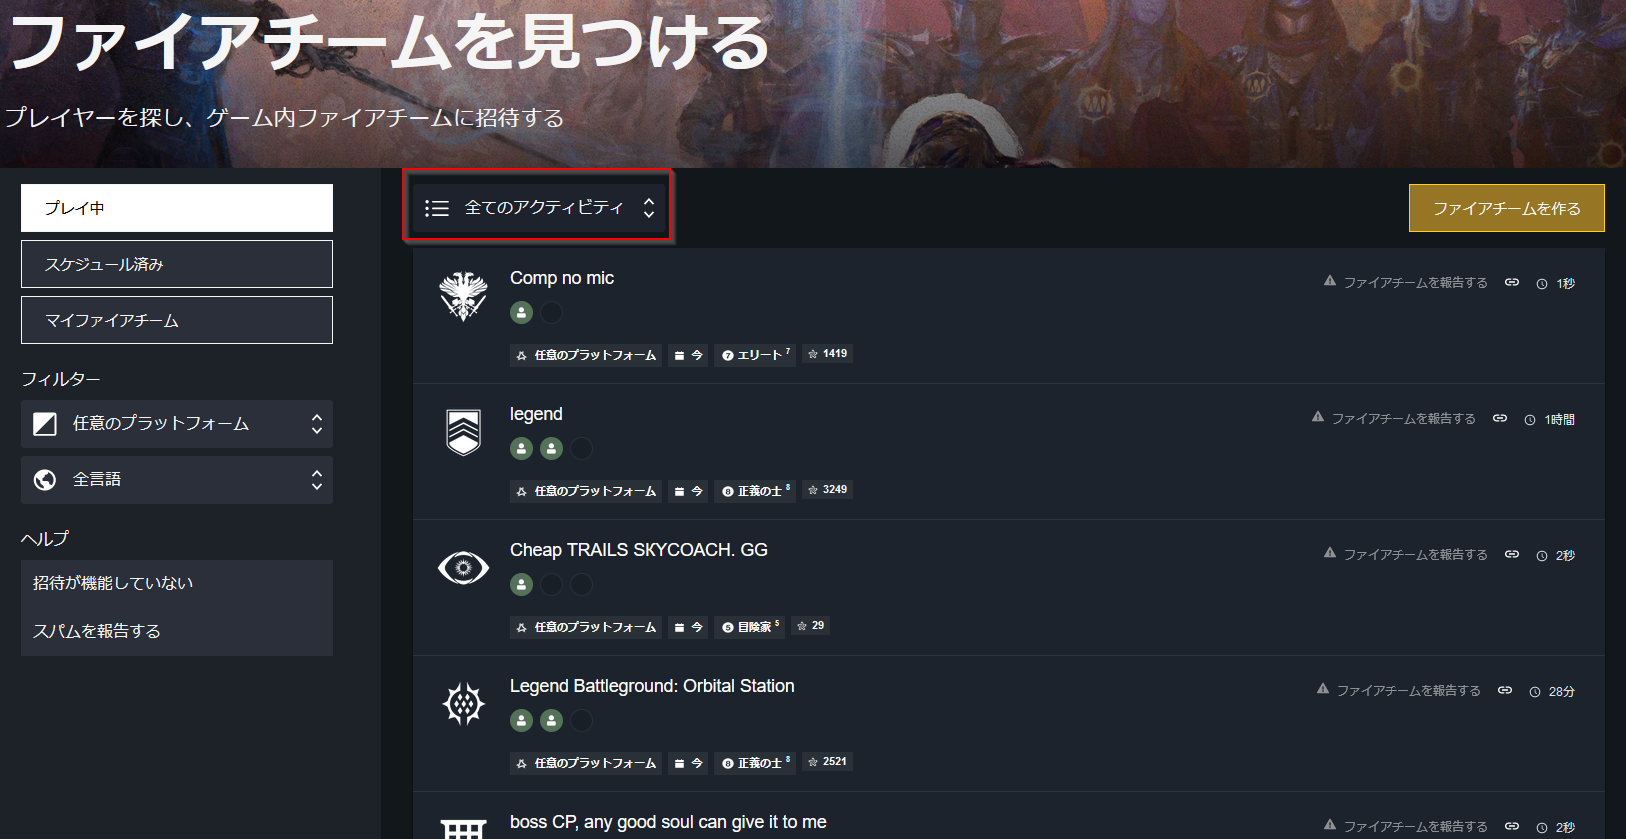 ファイアチームを見つける
プレイヤーを探し、ゲーム内ファイアチームに招待する
プレイ中
スケジュール済み
マイファイアチーム
フィルター
任意のプラットフォーム
全言語
ヘルプ
招待が機能していない
スパムを報告する
全てのアクティビティ
ファイアチームを作る
Comp no mic
ファイアチームを報告する 1秒
任意のプラットフォーム 今 7 エリート 7 1419
legend
ファイアチームを報告する 1時間
任意のプラットフォーム 今 8 正義の士 8 3249
Cheap TRAILS SKYCOACH. GG
ファイアチームを報告する 2秒
任意のプラットフォーム 今 5 冒険家 5 29
Legend Battleground: Orbital Station
ファイアチームを報告する 28分
任意のプラットフォーム 今 8 正義の士 8 2521
boss CP, any good soul can give it to me
ファイアチームを報告する 2秒